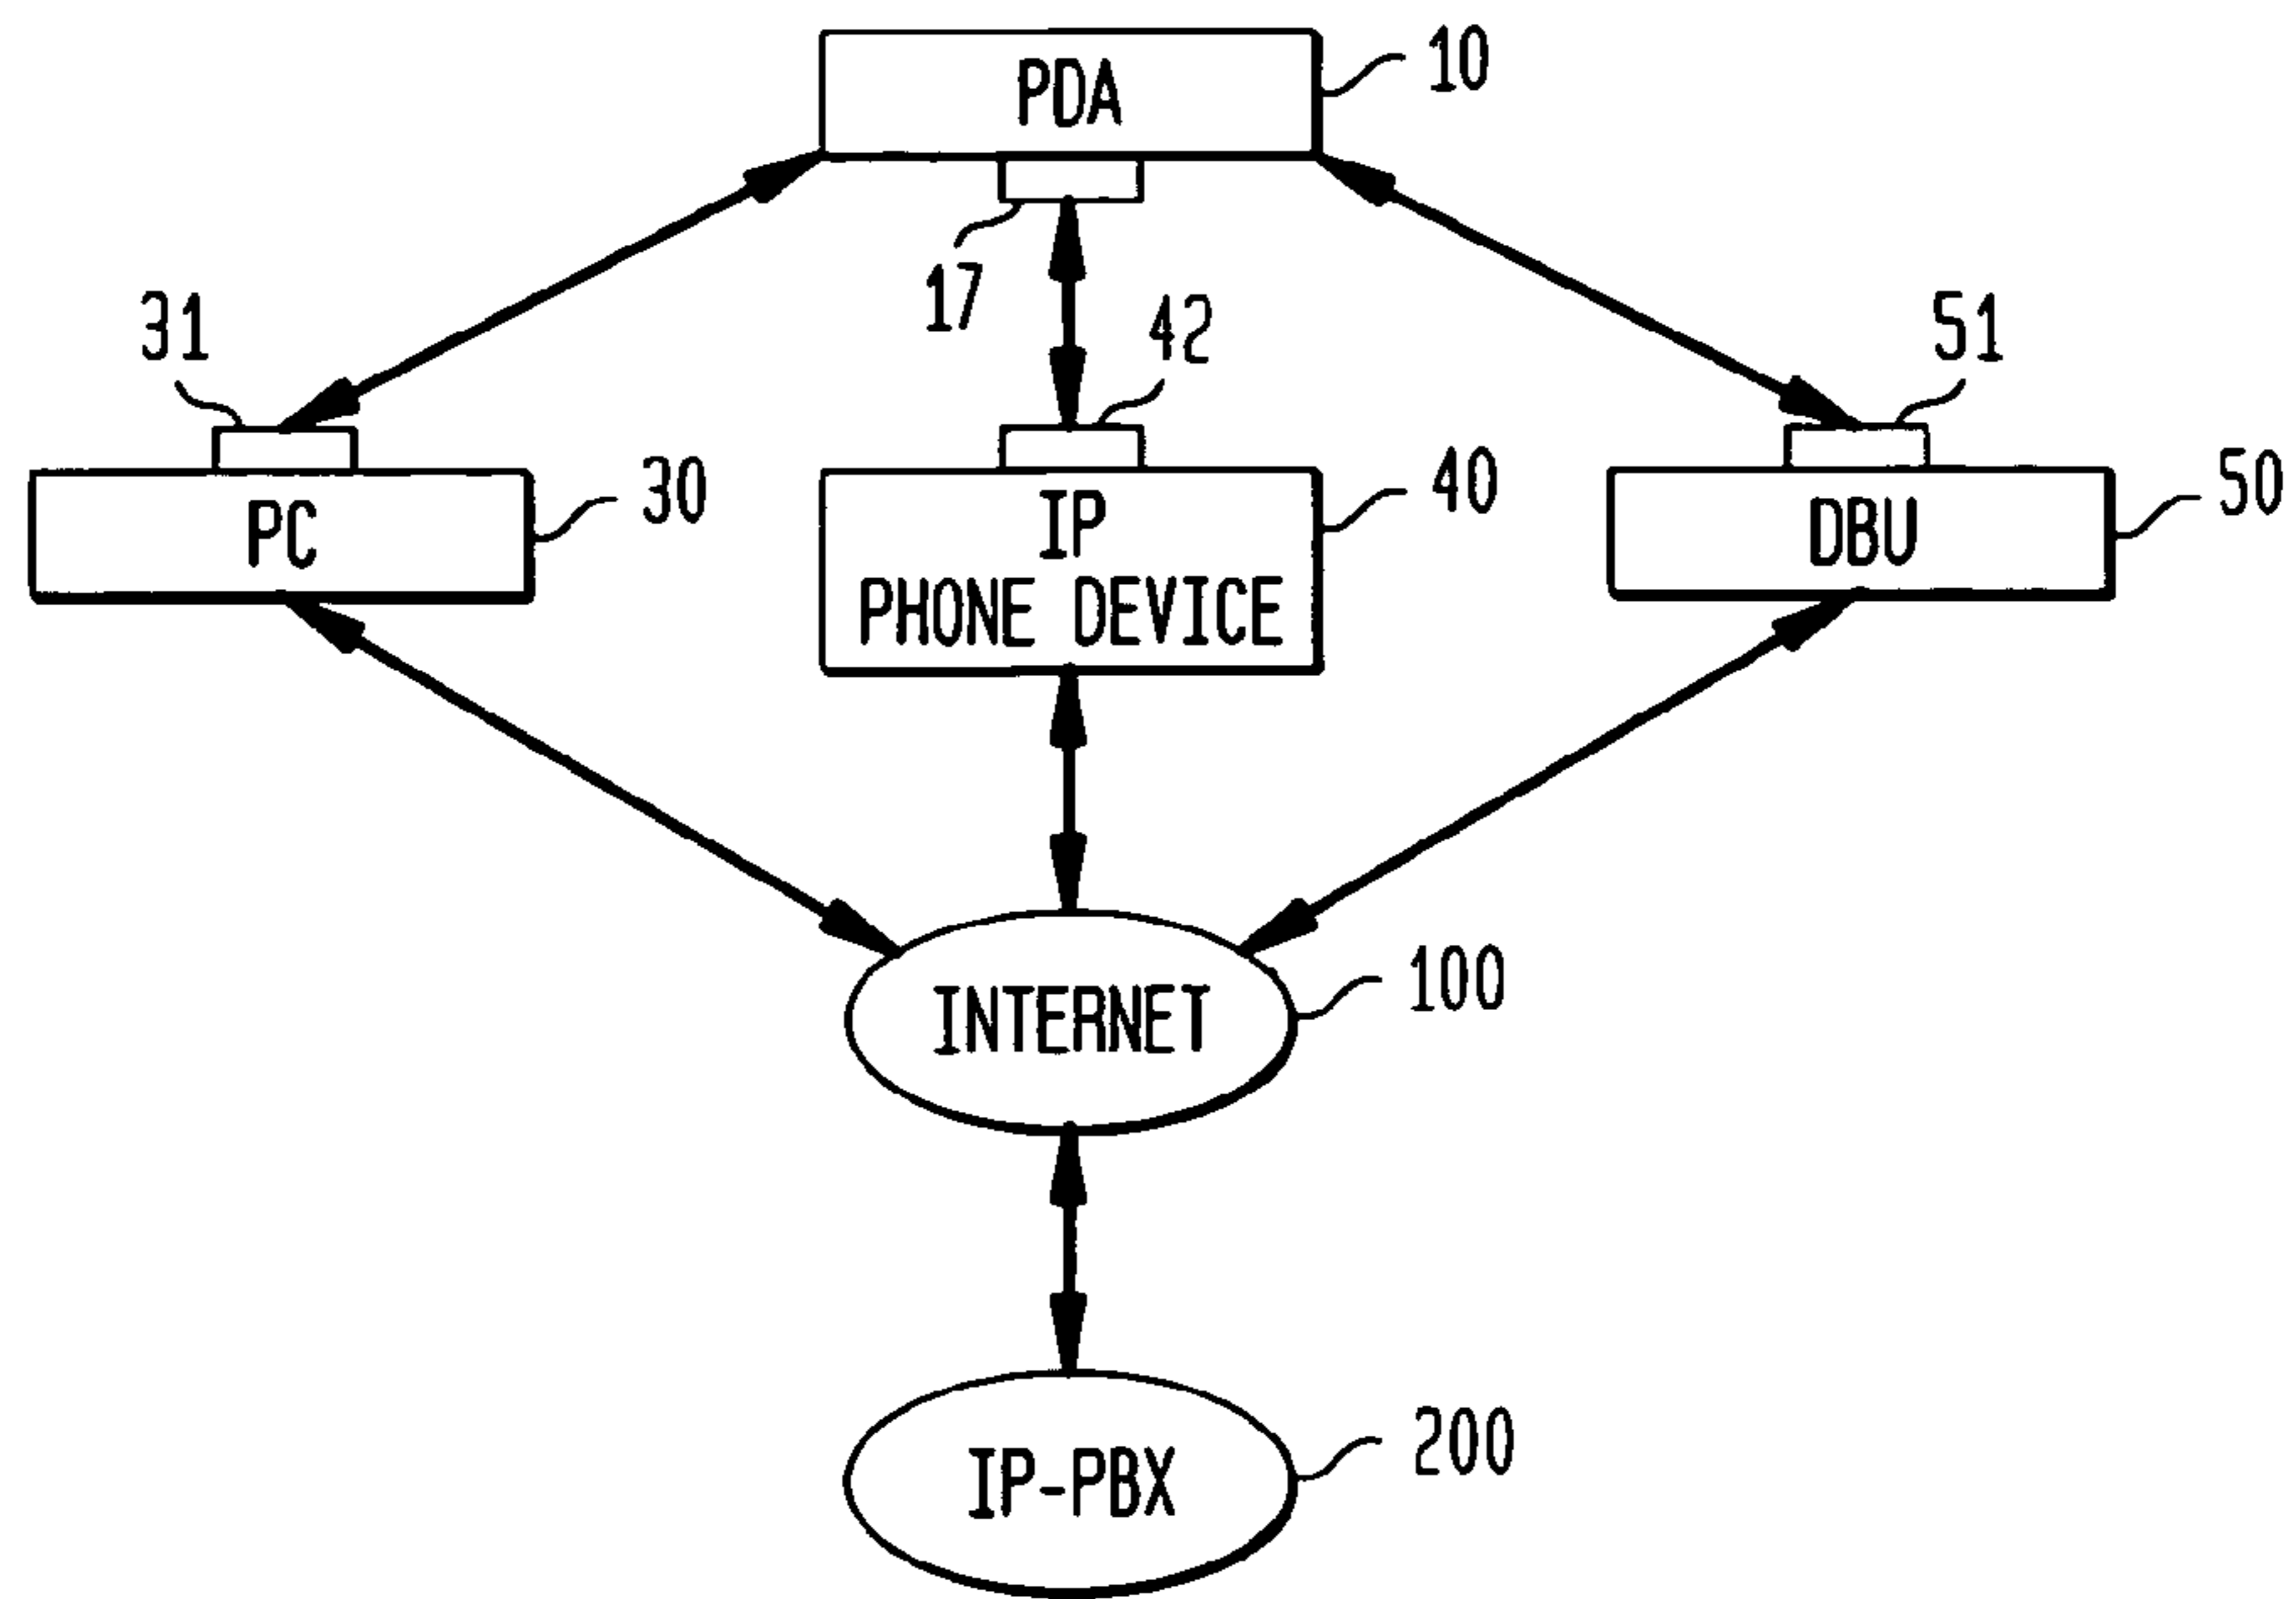 PDA
10
17
31
42
51
PC
30
IP
PHONE DEVICE
40
DBU
50
INTERNET
100
IP-PBX
200